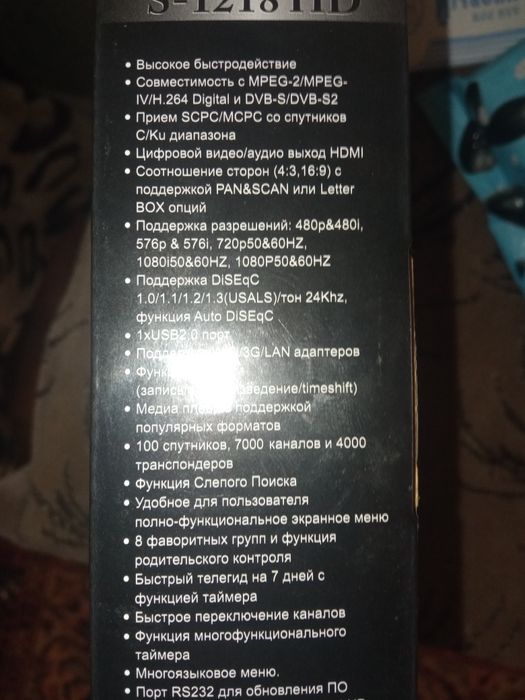 S-1218 HD
• Высокое быстродействие
• Совместимость с MPEG-2/MPEG-
IV/H.264 Digital и DVB-S/DVB-S2
• Прием SCPC/MCPC со спутников
C/Ku диапазона
• Цифровой видео/аудио выход HDMI
• Соотношение сторон (4:3,16:9) с
поддержкой PAN&SCAN или Letter
BOX опций
• Поддержка разрешений: 480p&480i,
576p & 576i, 720p50&60HZ,
1080i50&60HZ, 1080P50&60HZ
• Поддержка DiSEqC
1.0/1.1/1.2/1.3(USALS)/тон 24Khz,
функция Auto DiSEqC
• 1xUSB2.0 порт
• /3G/LAN адаптеров
•
(запись/ /timeshift)
• Медиа поддержкой
популярных форматов
• 100 спутников, 7000 каналов и 4000
транспондеров
• Функция Слепого Поиска
• Удобное для пользователя
полно-функциональное экранное меню
• 8 фаворитных групп и функция
родительского контроля
• Быстрый телегид на 7 дней с
функцией таймера
• Быстрое переключение каналов
• Функция многофункционального
таймера
• Многоязыковое меню.
• Порт RS232 для обновления ПО